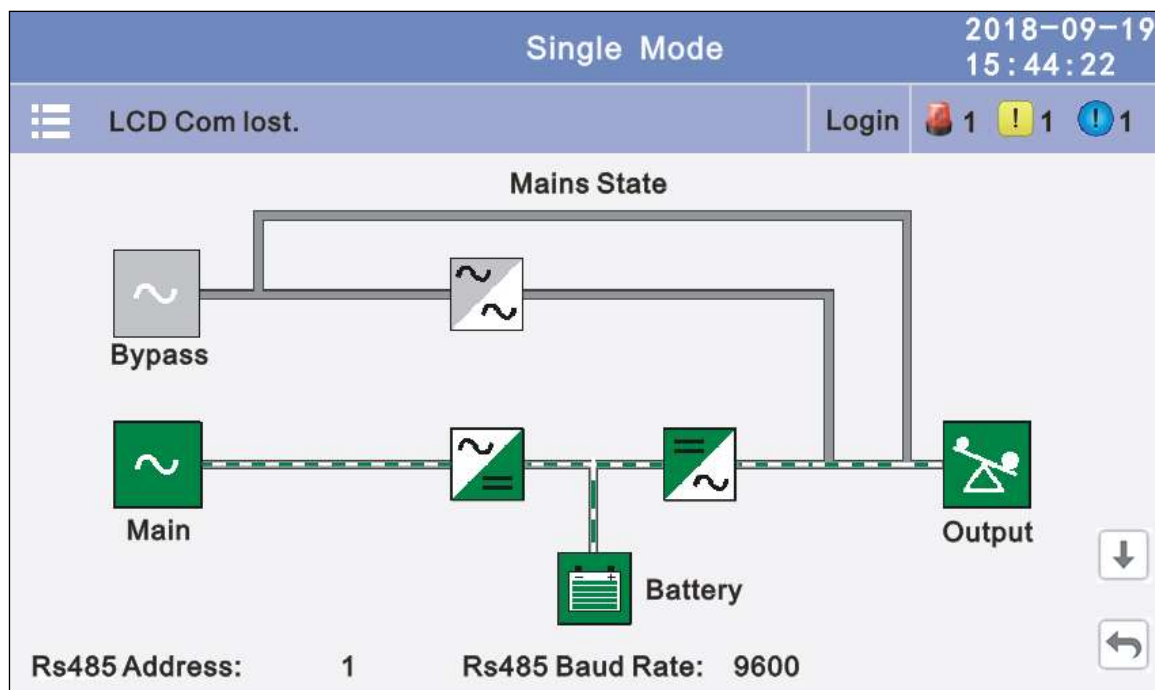 Single Mode
2018-09-19
15:44:22
LCD Com lost.
Login
1
! 1
! 1
Mains State
Bypass
Main
Output
Battery
Rs485 Address: 1
Rs485 Baud Rate: 9600